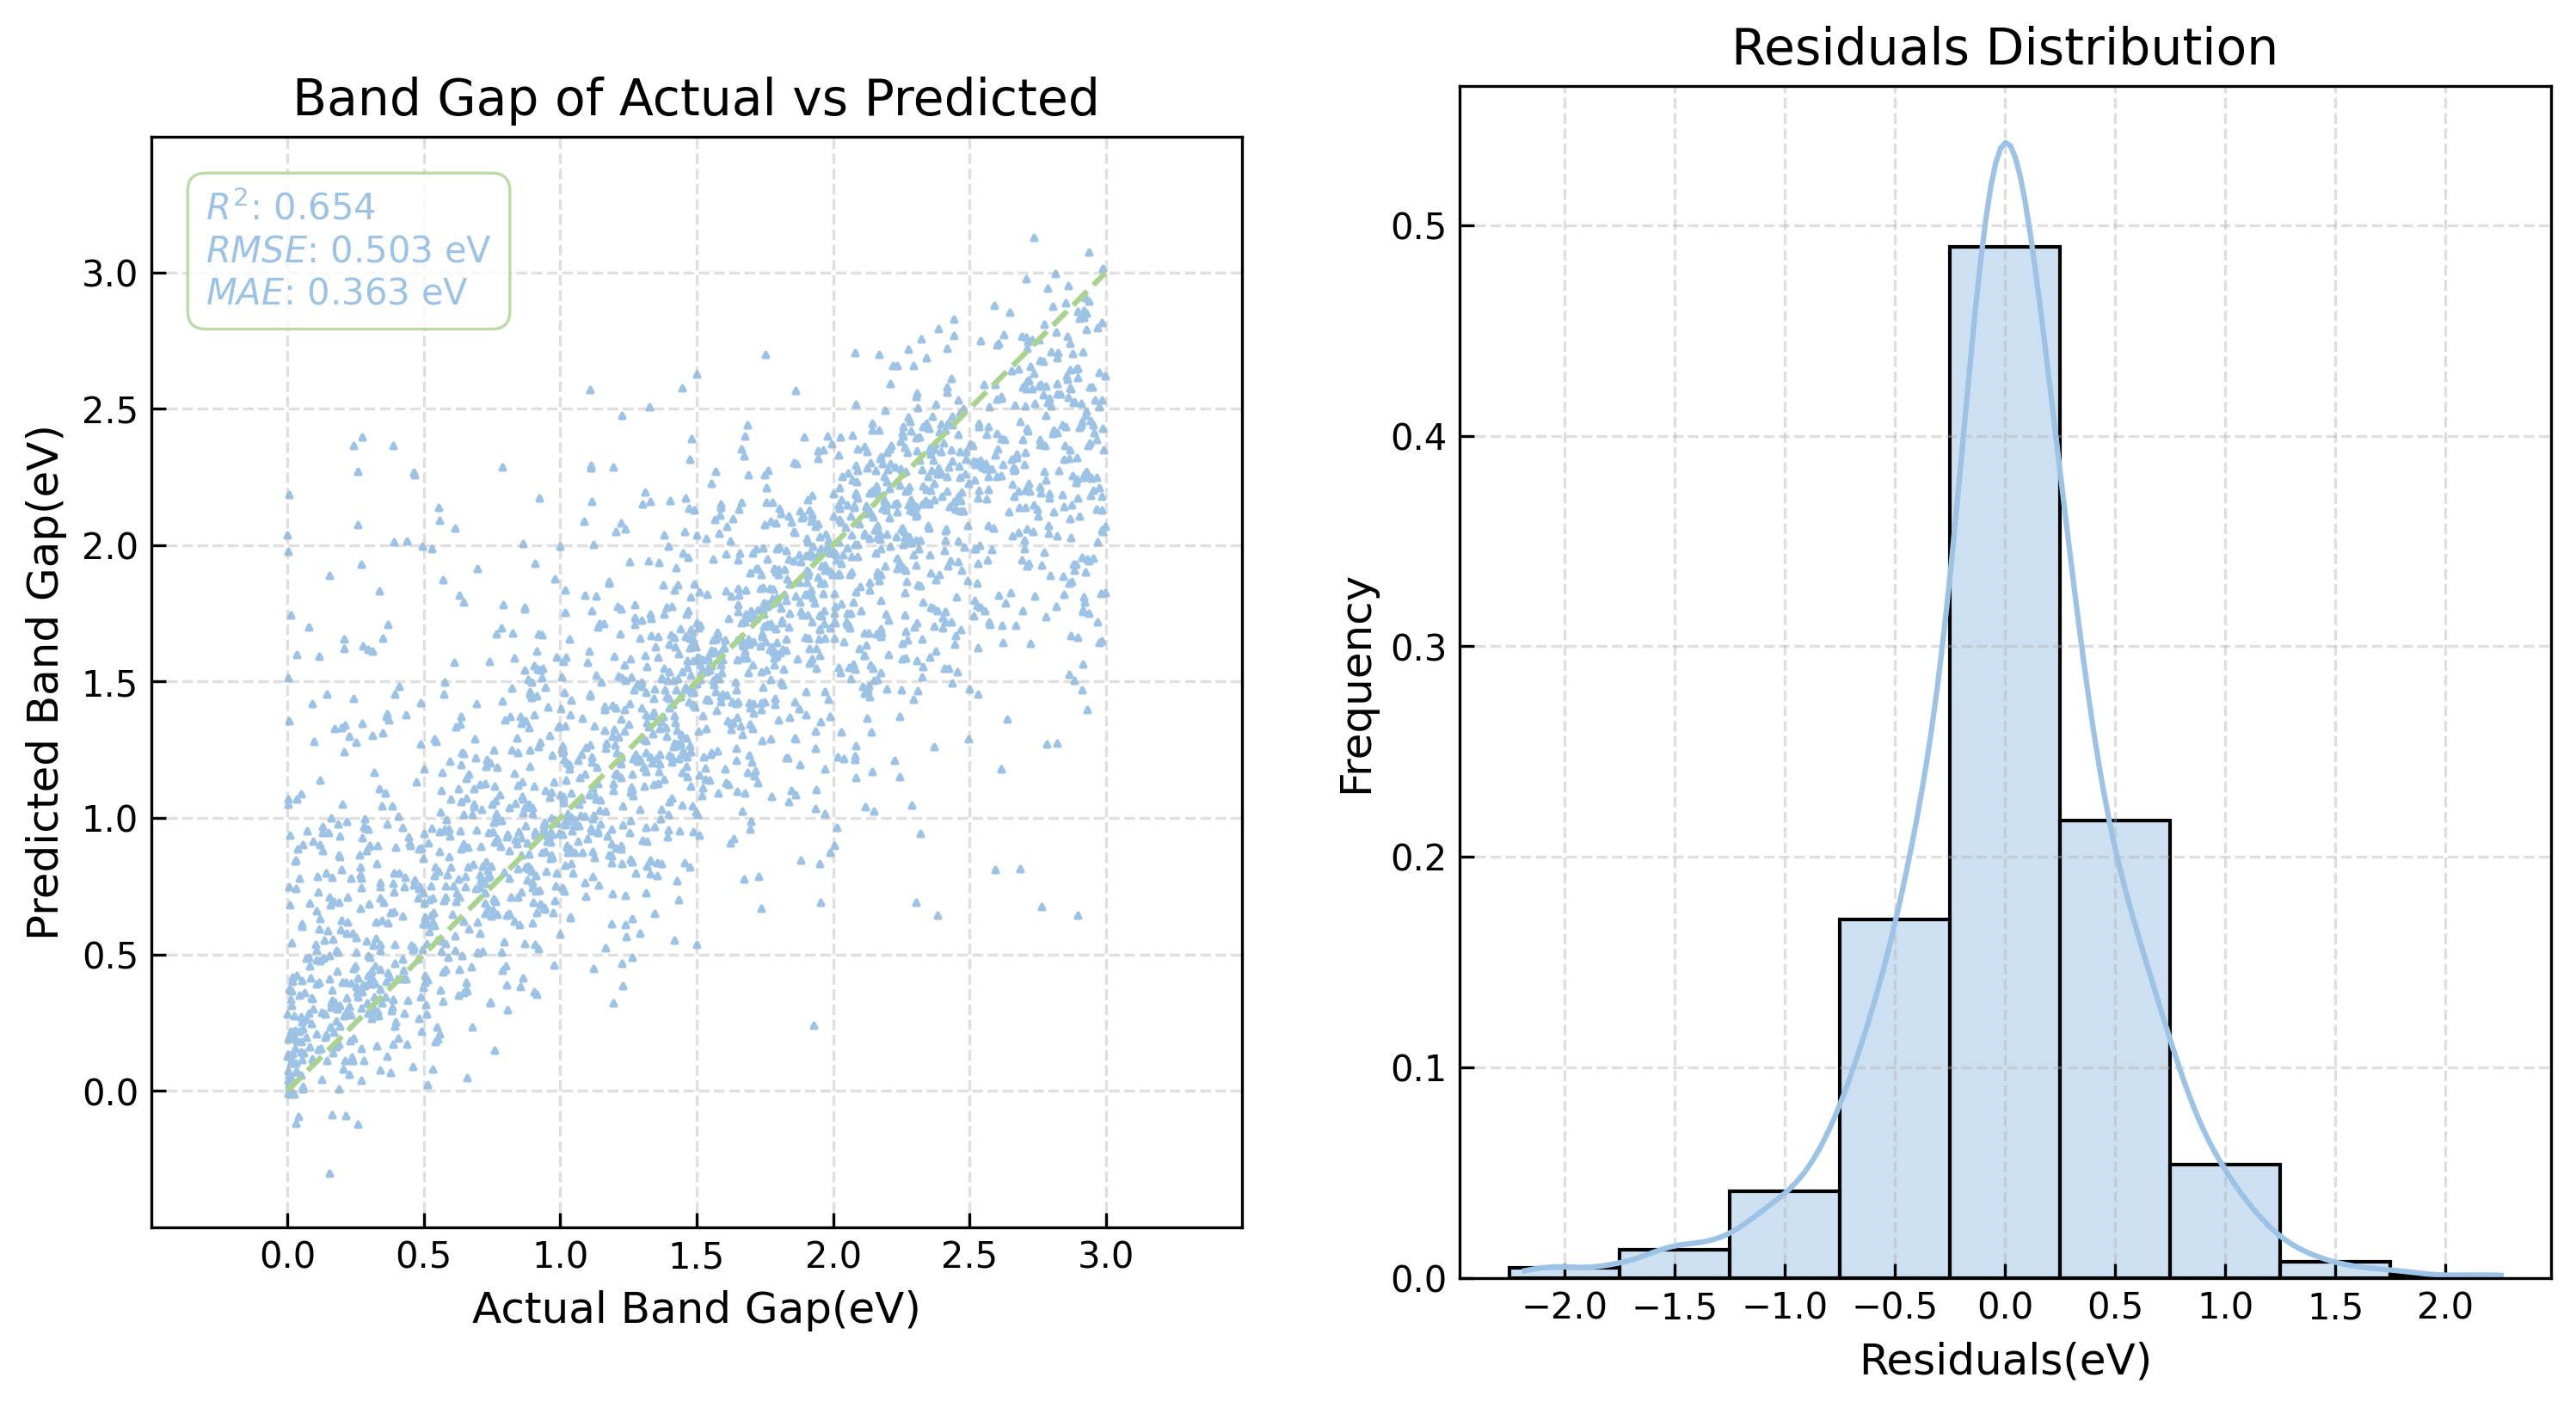 Band Gap of Actual vs Predicted
R²: 0.654
RMSE: 0.503 eV
MAE: 0.363 eV
Predicted Band Gap(eV)
3.0
2.5
2.0
1.5
1.0
0.5
0.0
0.0 0.5 1.0 1.5 2.0 2.5 3.0
Actual Band Gap(eV)
Residuals Distribution
Frequency
0.5
0.4
0.3
0.2
0.1
0.0
−2.0 −1.5 −1.0 −0.5 0.0 0.5 1.0 1.5 2.0
Residuals(eV)